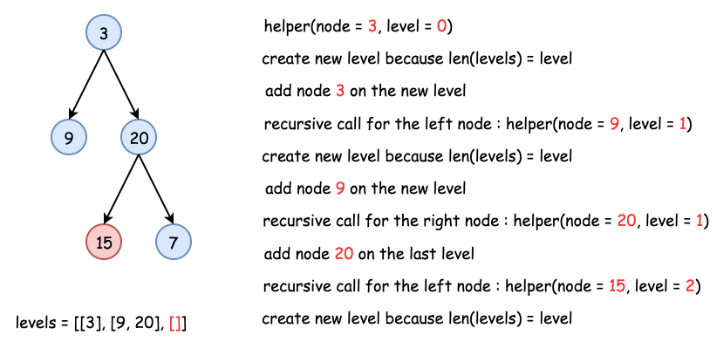 3
9
20
15
7
levels = [[3], [9, 20], []]
helper(node = 3, level = 0)
create new level because len(levels) = level
add node 3 on the new level
recursive call for the left node : helper(node = 9, level = 1)
create new level because len(levels) = level
add node 9 on the new level
recursive call for the right node : helper(node = 20, level = 1)
add node 20 on the last level
recursive call for the left node : helper(node = 15, level = 2)
create new level because len(levels) = level